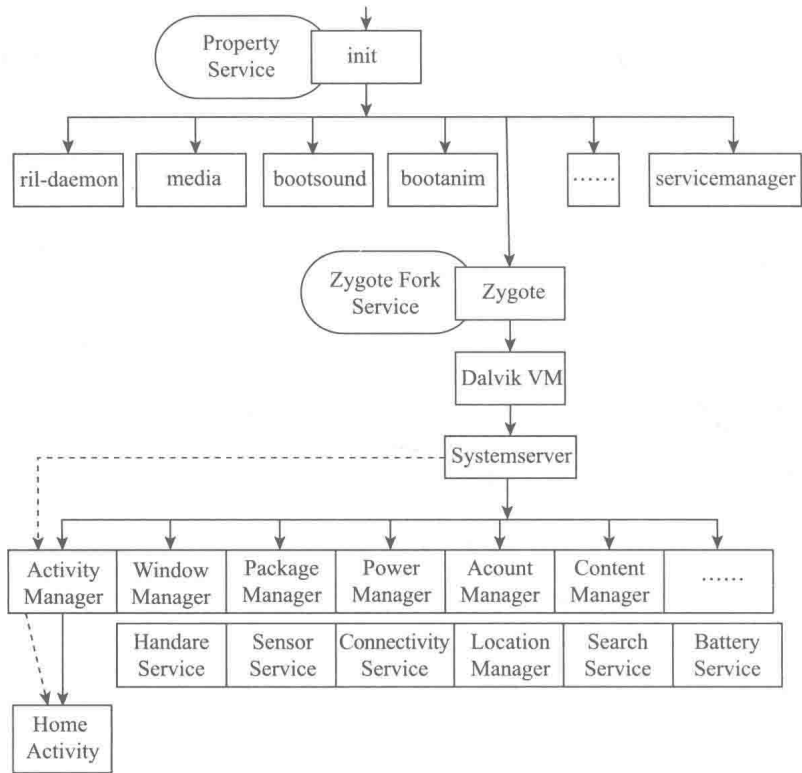 Property
Service
init
ril-daemon
media
bootsound
bootanim
……
servicemanager
Zygote Fork
Service
Zygote
Dalvik VM
Systemserver
Activity
Manager
Window
Manager
Package
Manager
Power
Manager
Acount
Manager
Content
Manager
……
Handare
Service
Sensor
Service
Connectivity
Service
Location
Manager
Search
Service
Battery
Service
Home
Activity